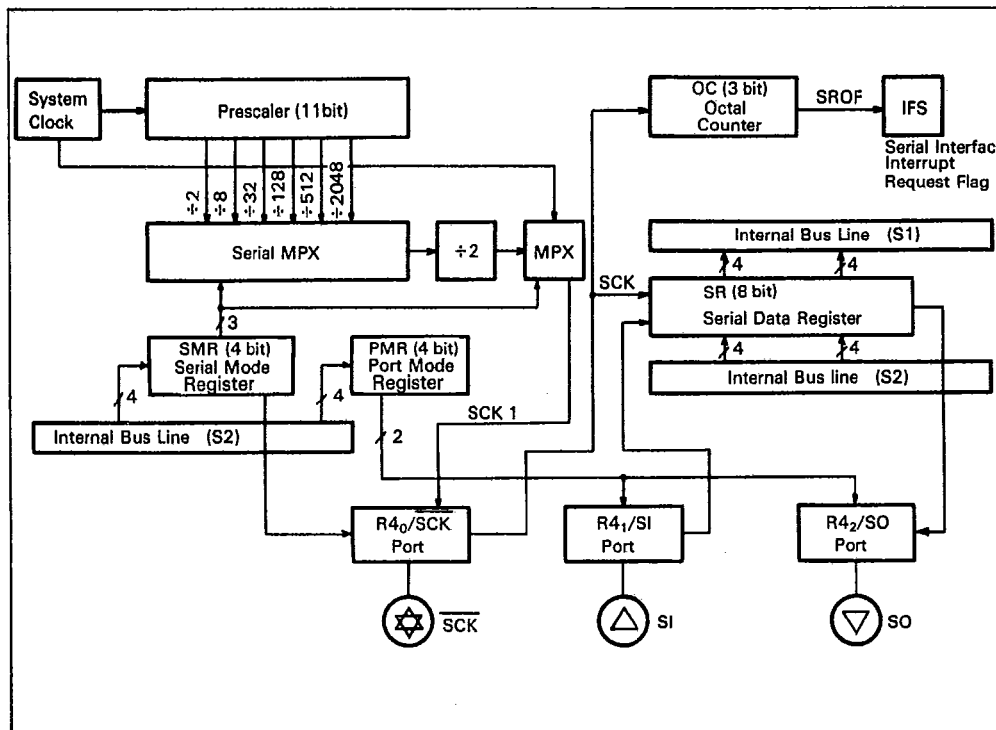 System
Clock
Prescaler (11bit)
OC (3 bit)
Octal
Counter
SROF
IFS
Serial Interfac
Interrupt
Request Flag
÷2
÷8
÷32
÷128
÷512
÷2048
Serial MPX
÷2
MPX
Internal Bus Line (S1)
4
4
SCK
SR (8 bit)
Serial Data Register
3
4
4
SMR (4 bit)
Serial Mode
Register
PMR (4 bit)
Port Mode
Register
Internal Bus line (S2)
4
4
SCK 1
2
Internal Bus Line (S2)
R4₀/S̅C̅K̅
Port
R4₁/SI
Port
R4₂/SO
Port
S̅C̅K̅
SI
SO